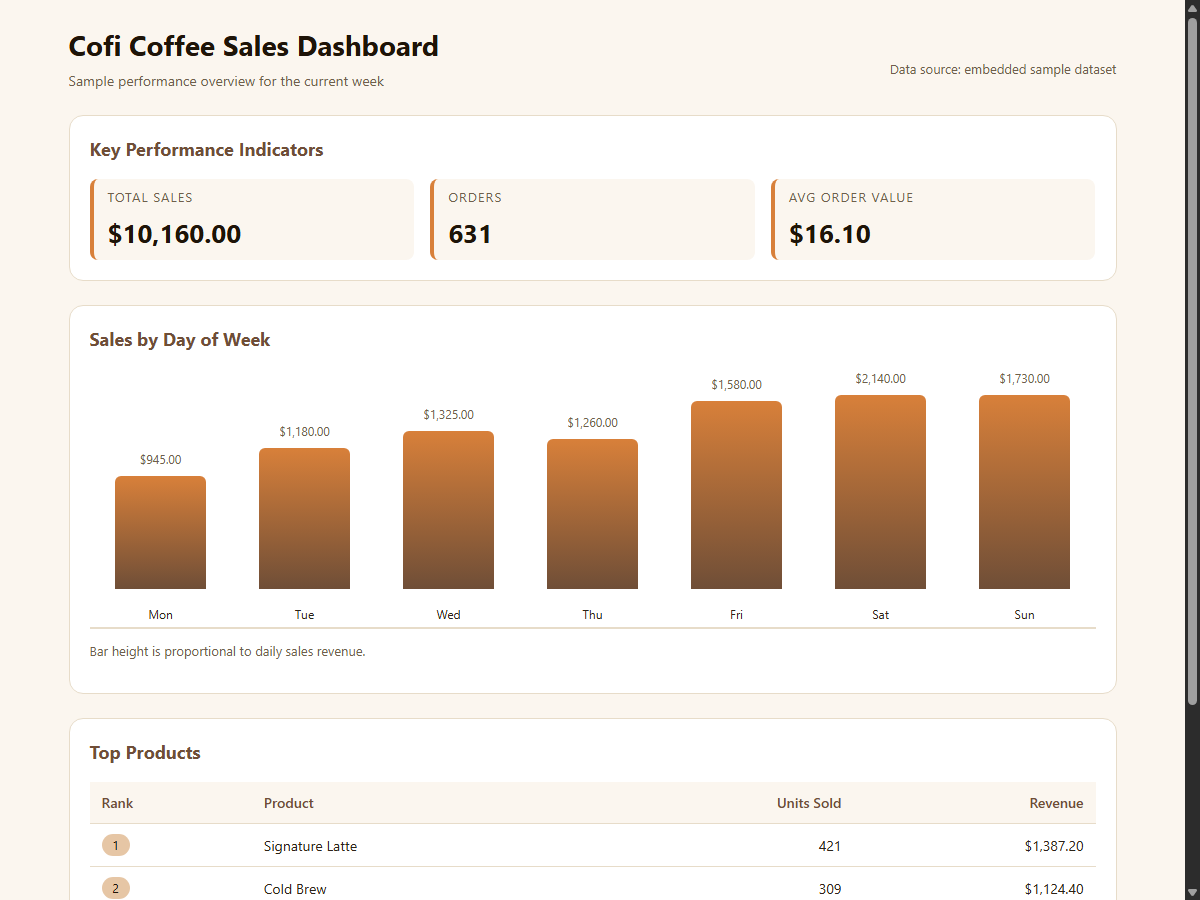 Cofi Coffee Sales Dashboard
Sample performance overview for the current week
Data source: embedded sample dataset
Key Performance Indicators
TOTAL SALES
$10,160.00
ORDERS
631
AVG ORDER VALUE
$16.10
Sales by Day of Week
$945.00
$1,180.00
$1,325.00
$1,260.00
$1,580.00
$2,140.00
$1,730.00
Mon Tue Wed Thu Fri Sat Sun
Bar height is proportional to daily sales revenue.
Top Products
Rank Product Units Sold Revenue
1 Signature Latte 421 $1,387.20
2 Cold Brew 309 $1,124.40